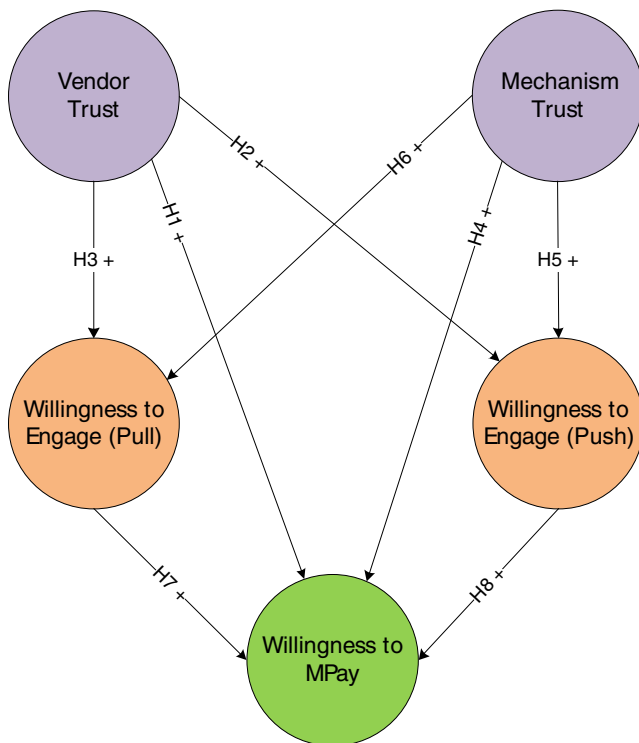 Vendor
Trust
Mechanism
Trust
H2 +
H6 +
H1 +
H4 +
H3 +
H5 +
Willingness to
Engage (Pull)
Willingness to
Engage (Push)
H7 +
H8 +
Willingness to
MPay